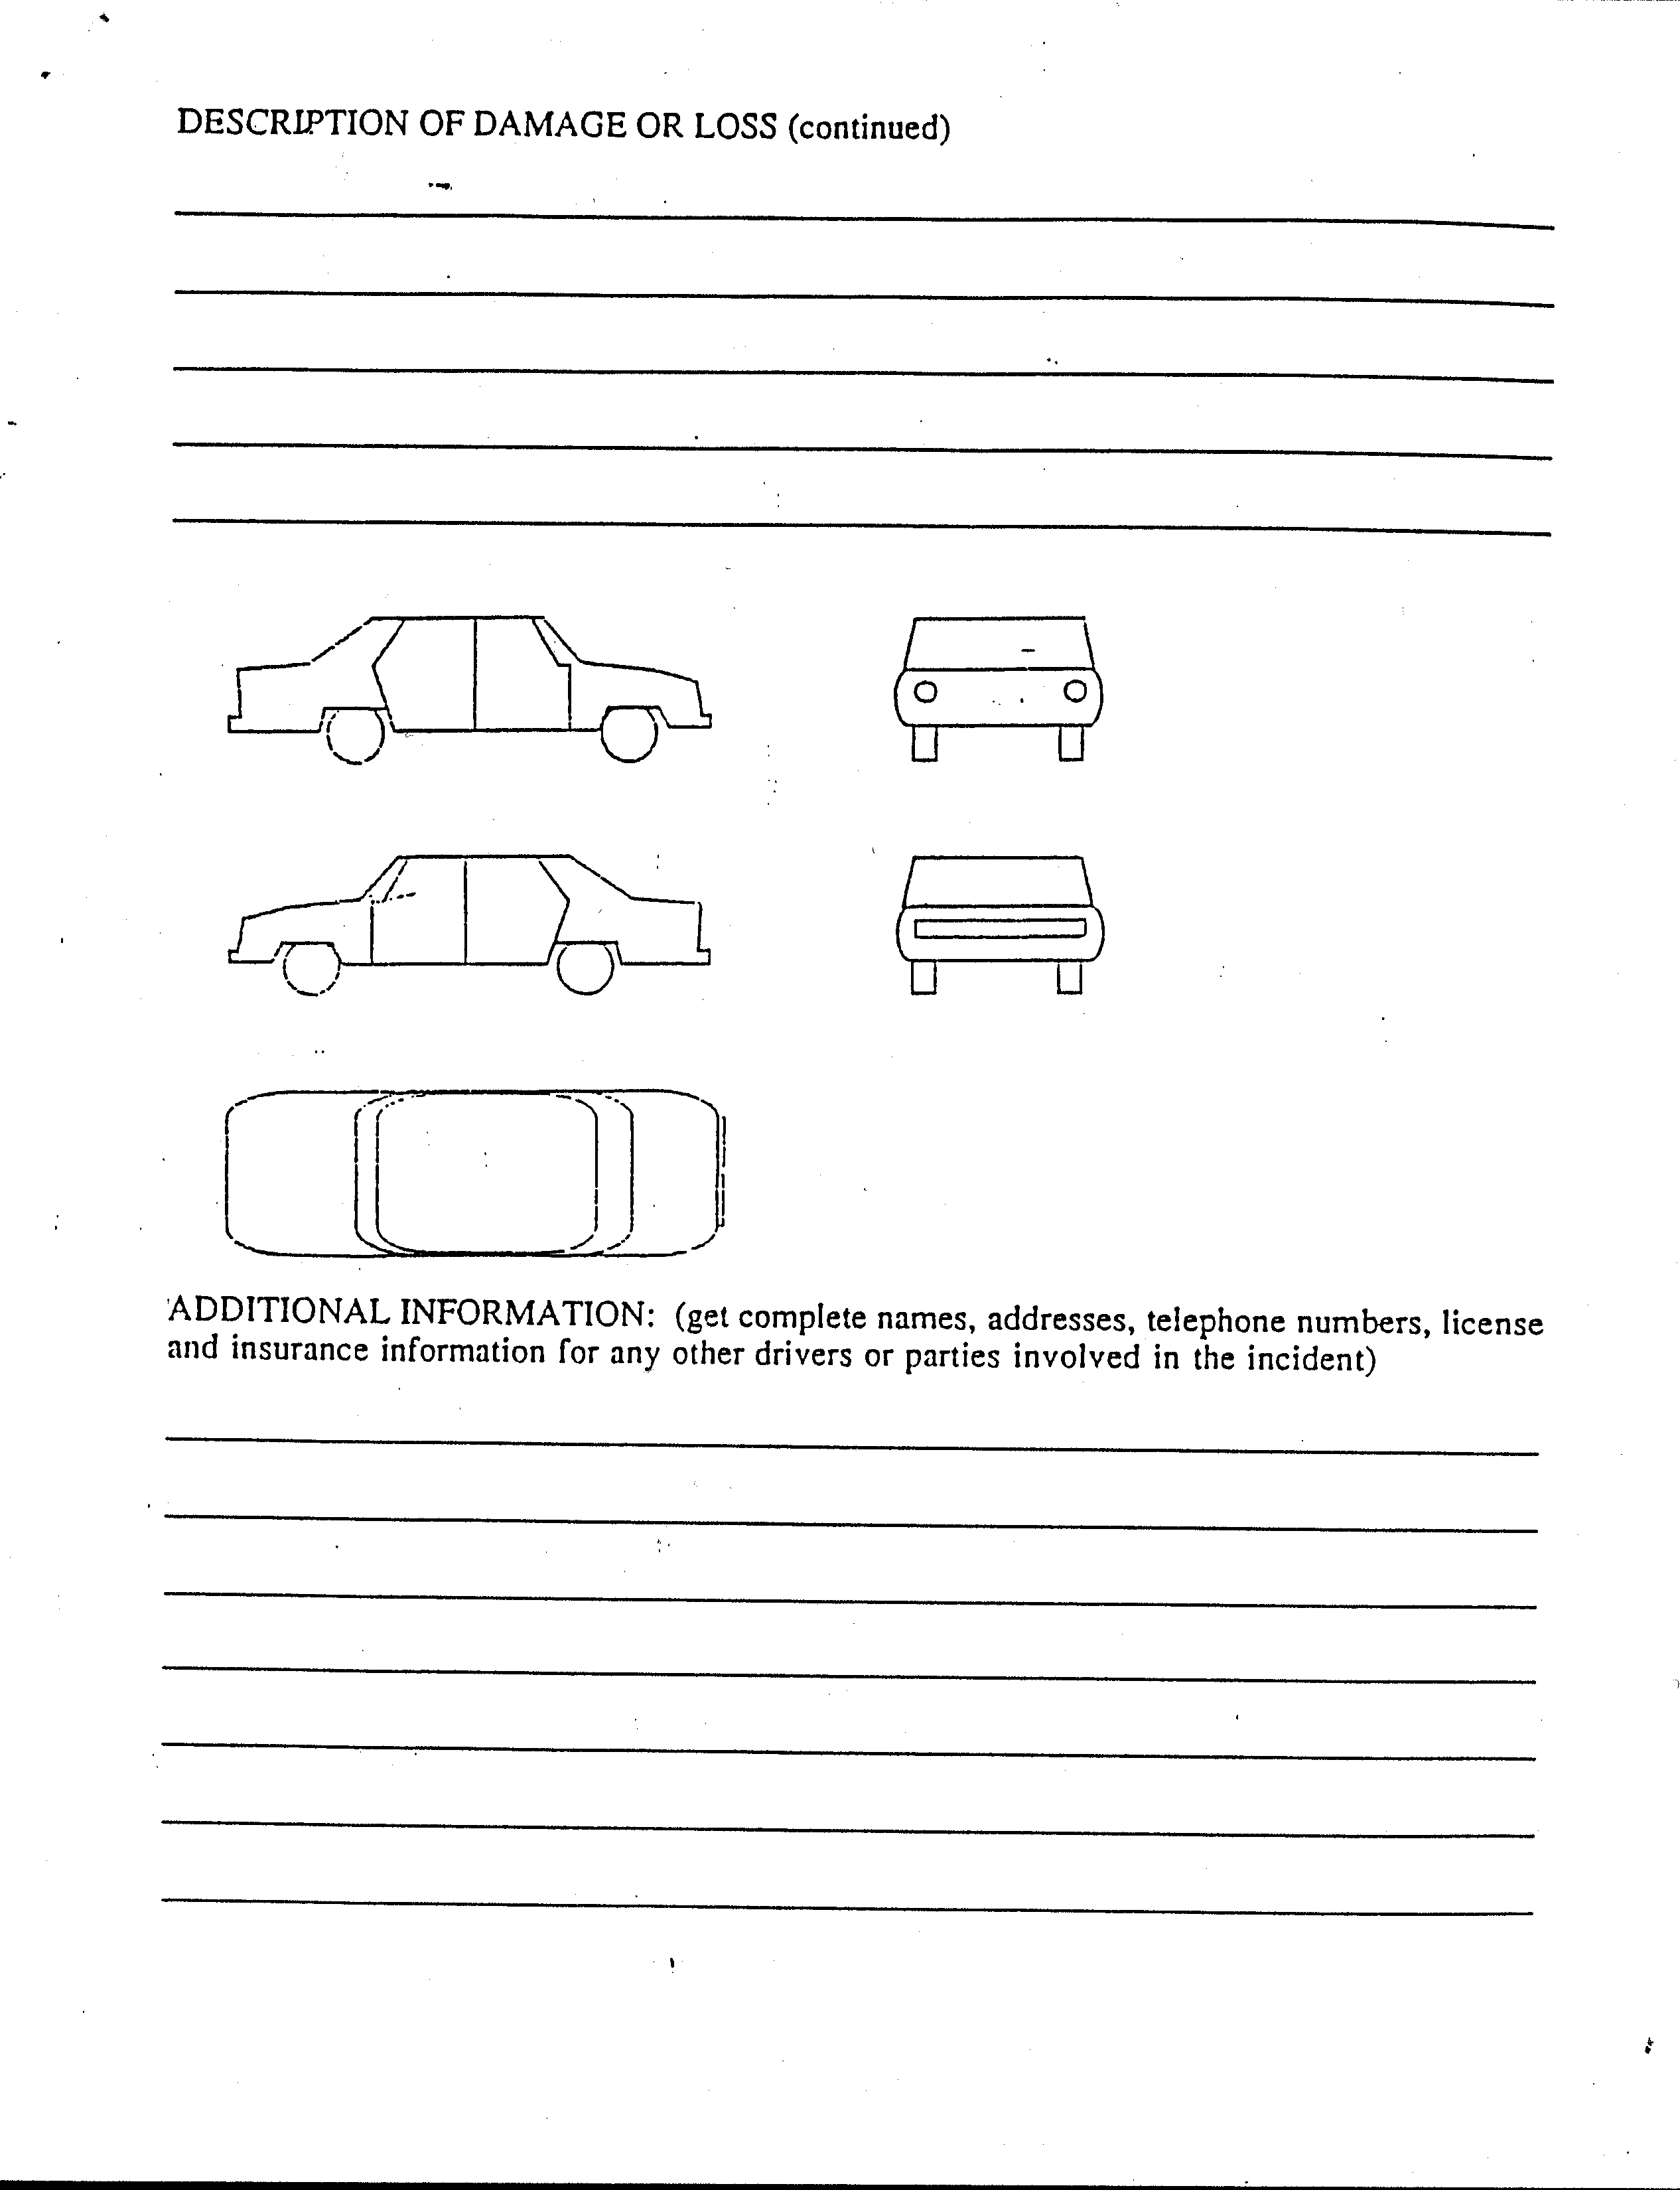 DESCRIPTION OF DAMAGE OR LOSS (continued)
ADDITIONAL INFORMATION: (get complete names, addresses, telephone numbers, license
and insurance information for any other drivers or parties involved in the incident)